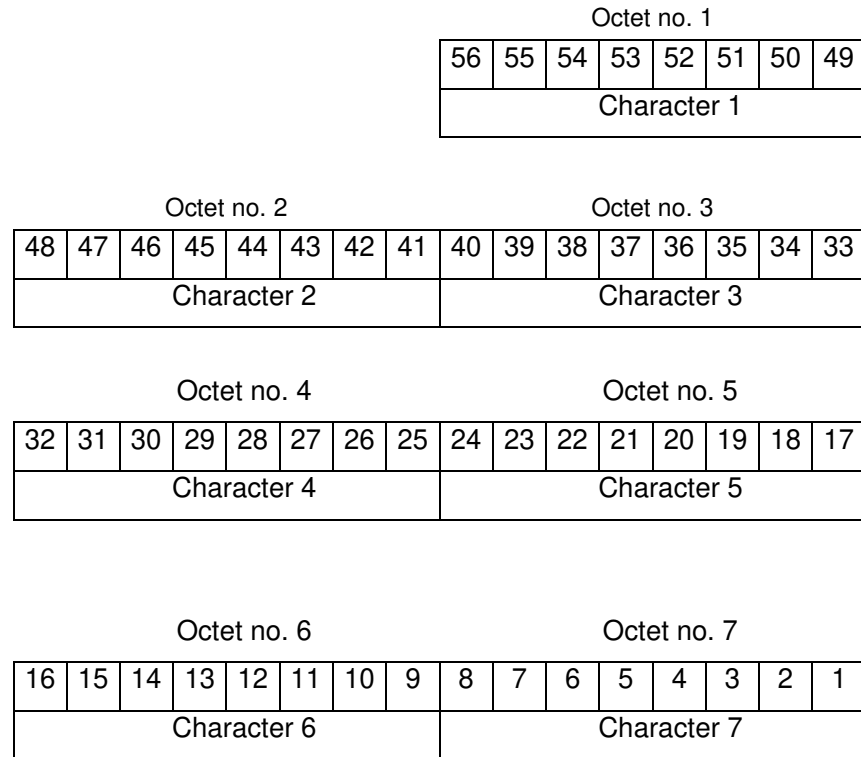 Octet no. 1
56 55 54 53 52 51 50 49
Character 1
Octet no. 2 Octet no. 3
48 47 46 45 44 43 42 41 40 39 38 37 36 35 34 33
Character 2 Character 3
Octet no. 4 Octet no. 5
32 31 30 29 28 27 26 25 24 23 22 21 20 19 18 17
Character 4 Character 5
Octet no. 6 Octet no. 7
16 15 14 13 12 11 10 9 8 7 6 5 4 3 2 1
Character 6 Character 7